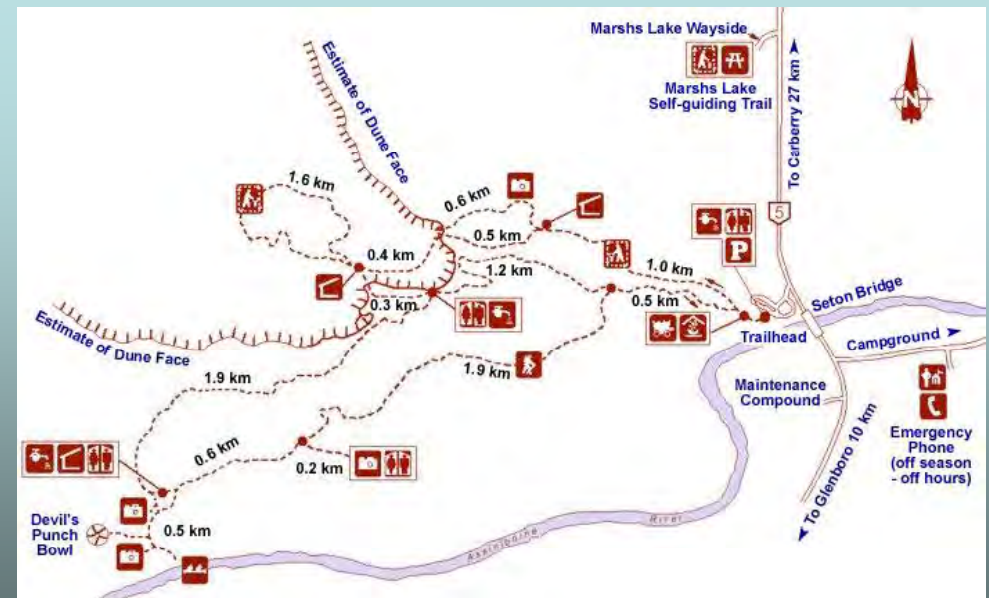 Marshs Lake Wayside
Marshs Lake
Self-guiding Trail
To Carberry 27 km
N
Estimate of Dune Face
1.6 km
0.6 km
0.5 km
0.4 km
1.2 km
5
P
1.0 km
0.3 km
0.5 km
Seton Bridge
Trailhead
Campground
Estimate of Dune Face
1.9 km
1.9 km
Maintenance
Compound
To Glenboro 10 km
Emergency
Phone
(off season
- off hours)
0.6 km
0.2 km
Devil's
Punch
Bowl
0.5 km
Assiniboine River